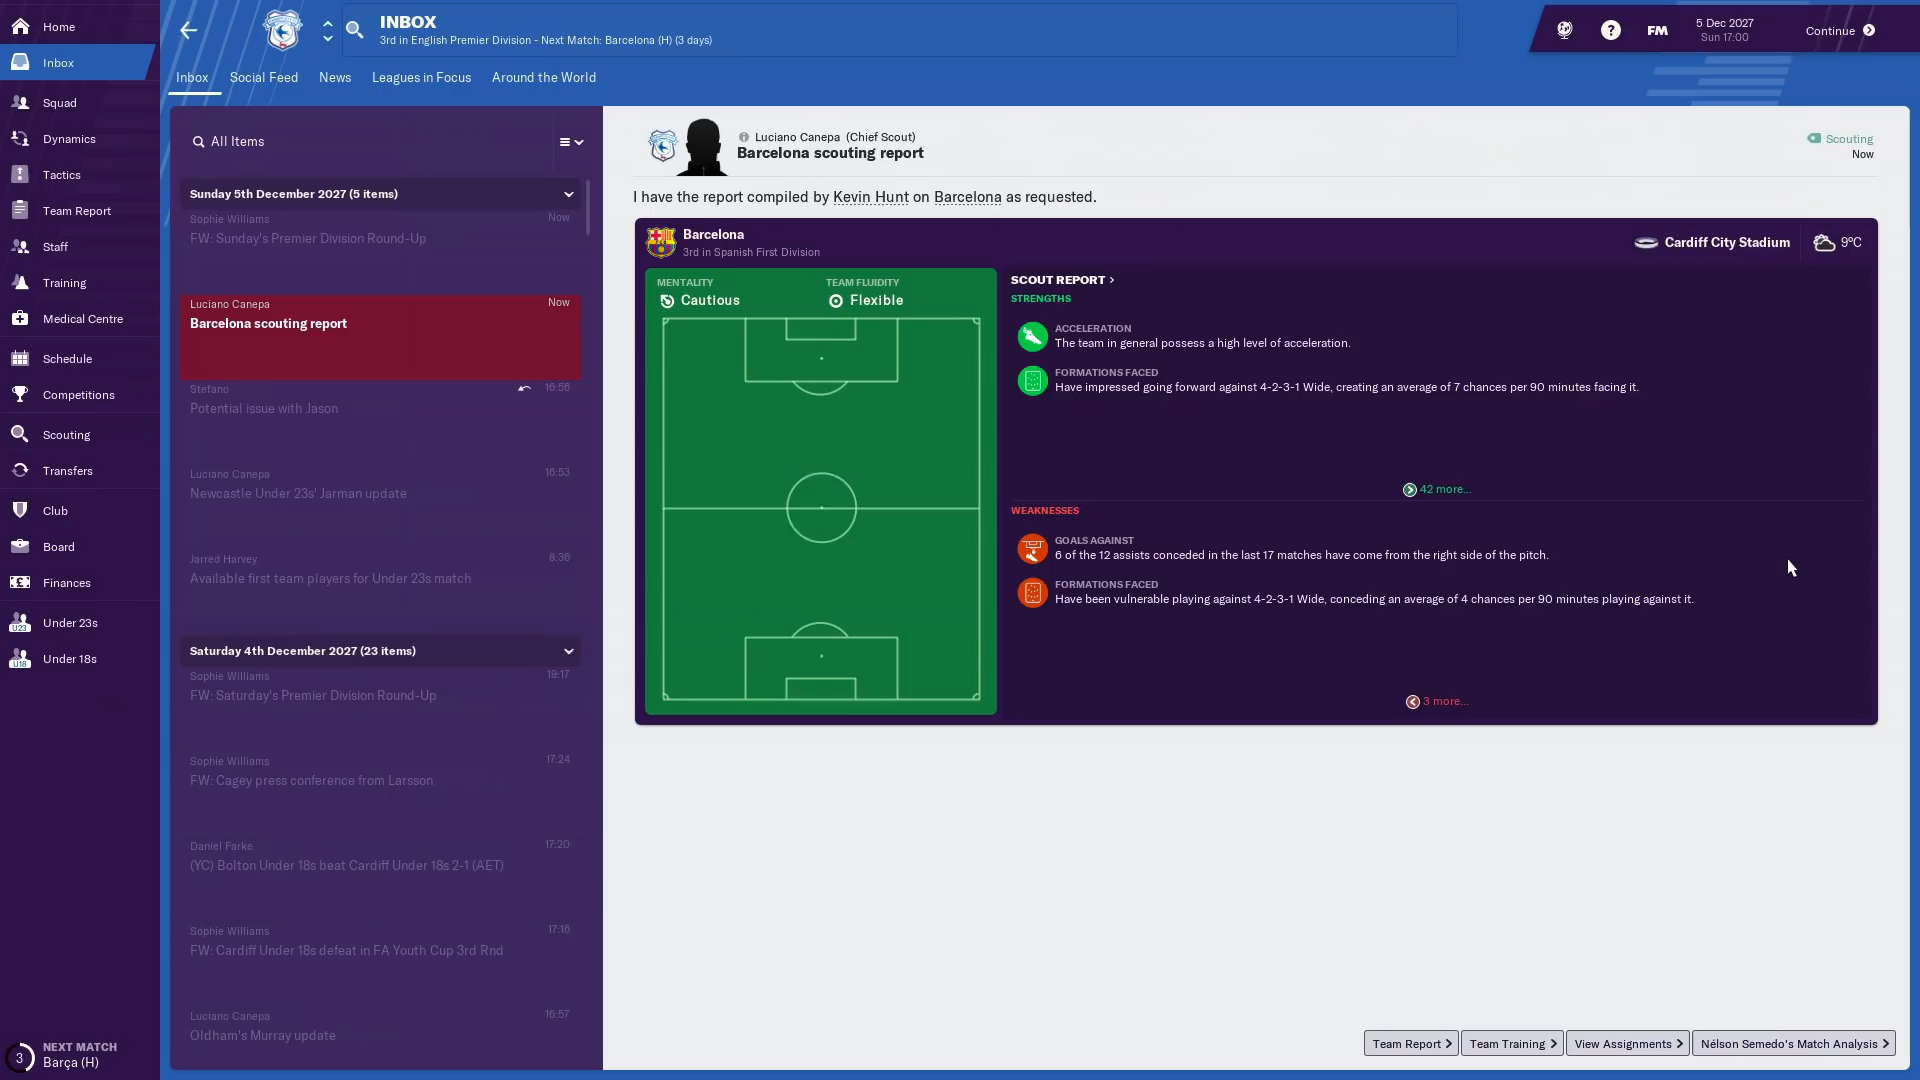 Home
Inbox
Squad
Dynamics
Tactics
Team Report
Staff
Training
Medical Centre
Schedule
Competitions
Scouting
Transfers
Club
Board
Finances
U23
Under 23s
U18
Under 18s
3
NEXT MATCH
Barça (H)
INBOX
3rd in English Premier Division - Next Match: Barcelona (H) (3 days)
?
FM
5 Dec 2027
Sun 17:00
Continue
Inbox
Social Feed
News
Leagues in Focus
Around the World
All Items
Sunday 5th December 2027 (5 items)
Sophie Williams
Now
FW: Sunday's Premier Division Round-Up
Luciano Canepa
Now
Barcelona scouting report
Stefano
16:56
Potential issue with Jason
Luciano Canepa
16:53
Newcastle Under 23s' Jarman update
Jarred Harvey
8:36
Available first team players for Under 23s match
Saturday 4th December 2027 (23 items)
Sophie Williams
19:17
FW: Saturday's Premier Division Round-Up
Sophie Williams
17:24
FW: Cagey press conference from Larsson
Daniel Farke
17:20
(YC) Bolton Under 18s beat Cardiff Under 18s 2-1 (AET)
Sophie Williams
17:16
FW: Cardiff Under 18s defeat in FA Youth Cup 3rd Rnd
Luciano Canepa
16:57
Oldham's Murray update
Luciano Canepa (Chief Scout)
Barcelona scouting report
Scouting
Now
I have the report compiled by Kevin Hunt on Barcelona as requested.
Barcelona
3rd in Spanish First Division
Cardiff City Stadium
9°C
MENTALITY
Cautious
TEAM FLUIDITY
Flexible
SCOUT REPORT >
STRENGTHS
ACCELERATION
The team in general possess a high level of acceleration.
FORMATIONS FACED
Have impressed going forward against 4-2-3-1 Wide, creating an average of 7 chances per 90 minutes facing it.
42 more...
WEAKNESSES
GOALS AGAINST
6 of the 12 assists conceded in the last 17 matches have come from the right side of the pitch.
FORMATIONS FACED
Have been vulnerable playing against 4-2-3-1 Wide, conceding an average of 4 chances per 90 minutes playing against it.
3 more...
Team Report >
Team Training >
View Assignments >
Nélson Semedo's Match Analysis >